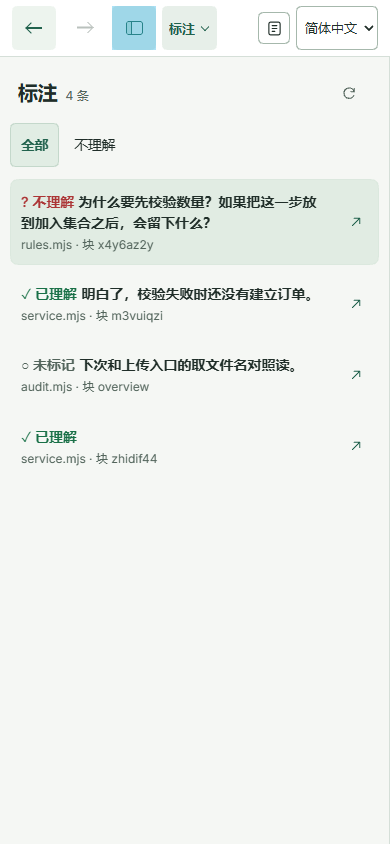 标注
简体中文
标注 4 条
全部 不理解
? 不理解 为什么要先校验数量？如果把这一步放
到加入集合之后，会留下什么？
rules.mjs · 块 x4y6az2y
✓ 已理解 明白了，校验失败时还没有建立订单。
service.mjs · 块 m3vuiqzi
○ 未标记 下次和上传入口的取文件名对照读。
audit.mjs · 块 overview
✓ 已理解
service.mjs · 块 zhidif44